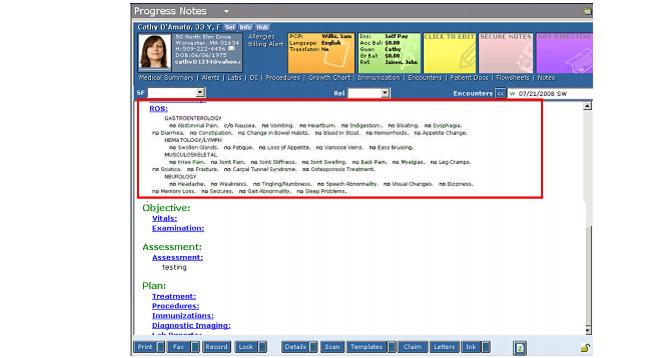 Progress Notes
Cathy D'Amato, 33 Y, F Sel Info Hub
50 North Elm Drive
Worcester, MA 01634
H:509-222-4456
DOB:06/06/1975
cathyD1234@yahoo.
Allergies
Billing Alert
PCP: Willis, Sam
Language: English
Translator: No
Ins: Self Pay
Acc Bal: $0.00
Guar: Cathy
Gr Bal: $0.00
Ref: Jaisen, John
CLICK TO EDIT
SECURE NOTES
ADV DIRECTIVE
Medical Summary | Alerts | Labs | DI | Procedures | Growth Chart | Immunization | Encounters | Patient Docs | Flowsheets | Notes
SF Rel Encounters << W 07/21/2008 SW
ROS:
GASTROENTEROLOGY
no Abdominal Pain. c/o Nausea. no Vomiting. no Heartburn. no Indigestion. no Bloating. no Dysphagia.
no Diarrhea. no Constipation. no Change in Bowel Habits. no Blood in Stool. no Hemorrhoids. no Appetite Change.
HEMATOLOGY/LYMPH
no Swollen Glands. no Fatigue. no Loss of Appetite. no Varicose Veins. no Easy Bruising.
MUSCULOSKELETAL
no Knee Pain. no Joint Pain. no Joint Stiffness. no Joint Swelling. no Back Pain. no Myalgias. no Leg Cramps.
no Sciatica. no Fracture. no Carpal Tunnel Syndrome. no Osteoporosis Treatment.
NEUROLOGY
no Headache. no Weakness. no Tingling/Numbness. no Speech Abnormality. no Visual Changes. no Dizziness.
no Memory Loss. no Seizures. no Gait Abnormality. no Sleep Problems.
Objective:
Vitals:
Examination:
Assessment:
Assessment:
testing
Plan:
Treatment:
Procedures:
Immunizations:
Diagnostic Imaging:
Lab Reports:
Print Fax Record Lock Details Scan Templates Claim Letters Ink